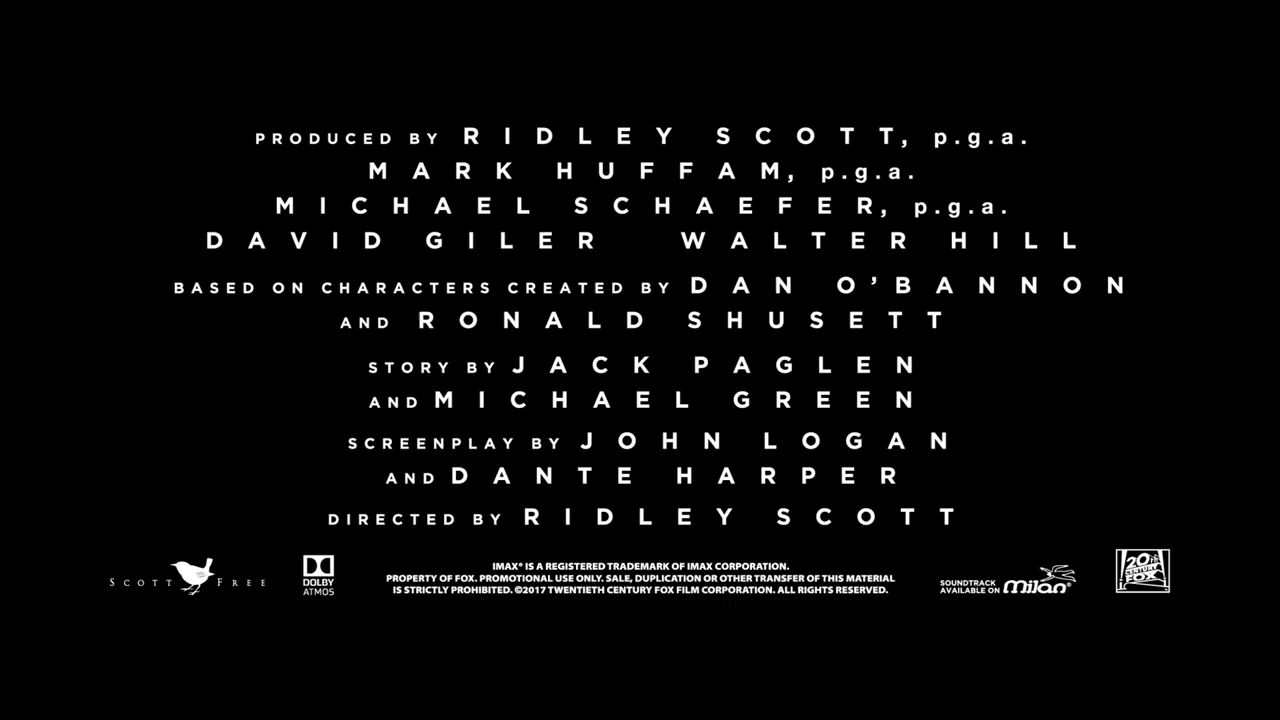 PRODUCED BY RIDLEY SCOTT, p.g.a.
MARK HUFFAM, p.g.a.
MICHAEL SCHAEFER, p.g.a.
DAVID GILER WALTER HILL
BASED ON CHARACTERS CREATED BY DAN O'BANNON
AND RONALD SHUSETT
STORY BY JACK PAGLEN
AND MICHAEL GREEN
SCREENPLAY BY JOHN LOGAN
AND DANTE HARPER
DIRECTED BY RIDLEY SCOTT
SCOTT FREE
DOLBY
ATMOS
IMAX® IS A REGISTERED TRADEMARK OF IMAX CORPORATION.
PROPERTY OF FOX. PROMOTIONAL USE ONLY. SALE, DUPLICATION OR OTHER TRANSFER OF THIS MATERIAL
IS STRICTLY PROHIBITED. ©2017 TWENTIETH CENTURY FOX FILM CORPORATION. ALL RIGHTS RESERVED.
SOUNDTRACK
AVAILABLE ON milan®
20th
CENTURY
FOX